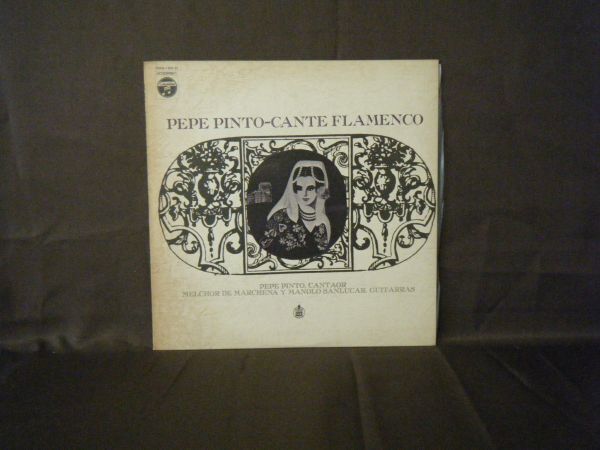 PEPE PINTO-CANTE FLAMENCO
PEPE PINTO, CANTAOR
MELCHOR DE MARCHENA Y MANOLO SANLUCAR, GUITARRAS